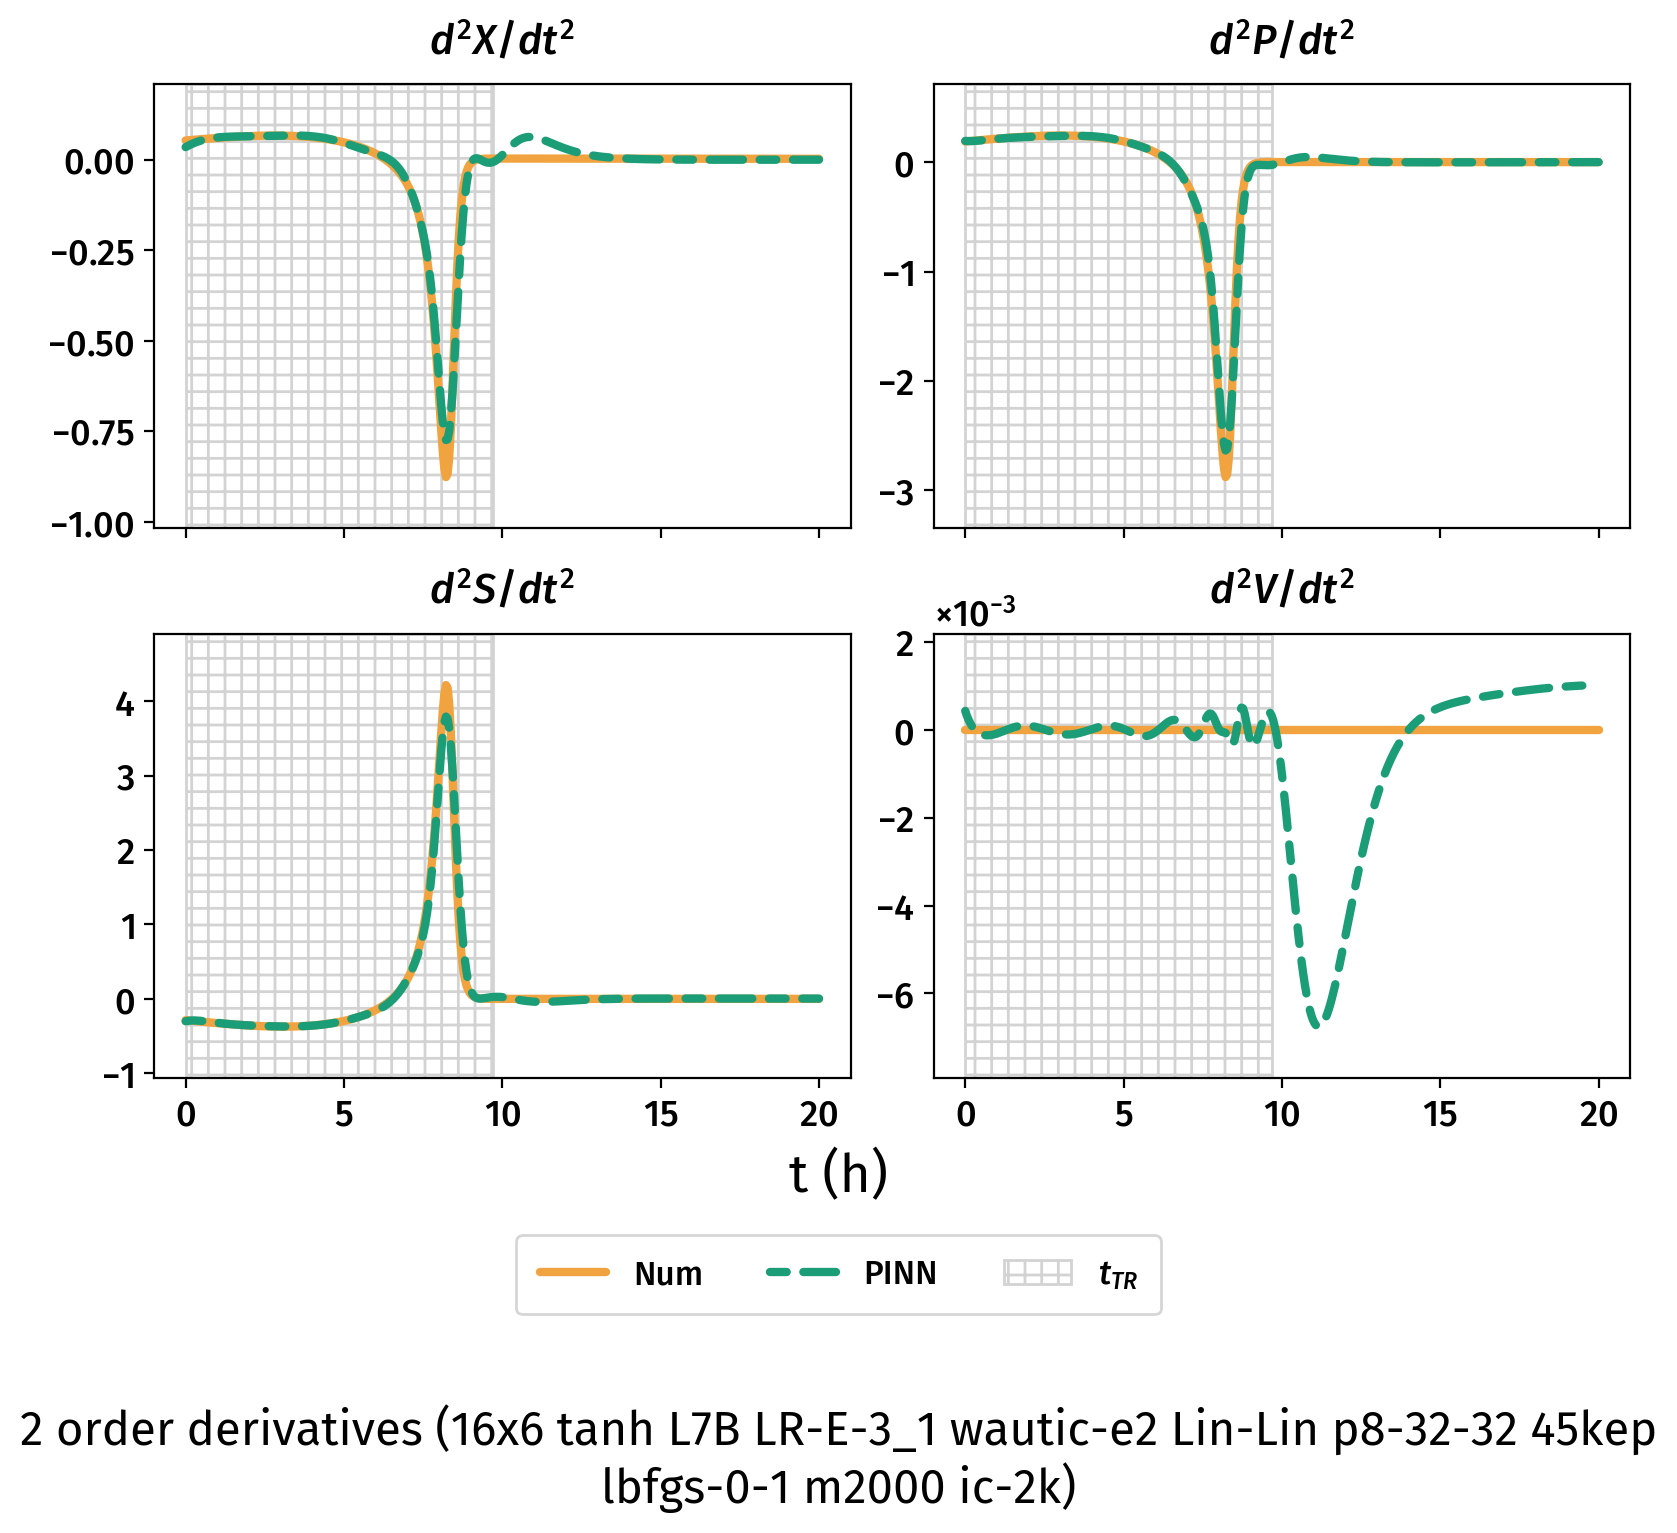 d²X/dt²
0.00
−0.25
−0.50
−0.75
−1.00
d²P/dt²
0
−1
−2
−3
d²S/dt²
4
3
2
1
0
−1
0 5 10 15 20
d²V/dt²
×10⁻³
2
0
−2
−4
−6
0 5 10 15 20
t (h)
Num PINN t_TR
2 order derivatives (16x6 tanh L7B LR-E-3_1 wautic-e2 Lin-Lin p8-32-32 45kep
lbfgs-0-1 m2000 ic-2k)